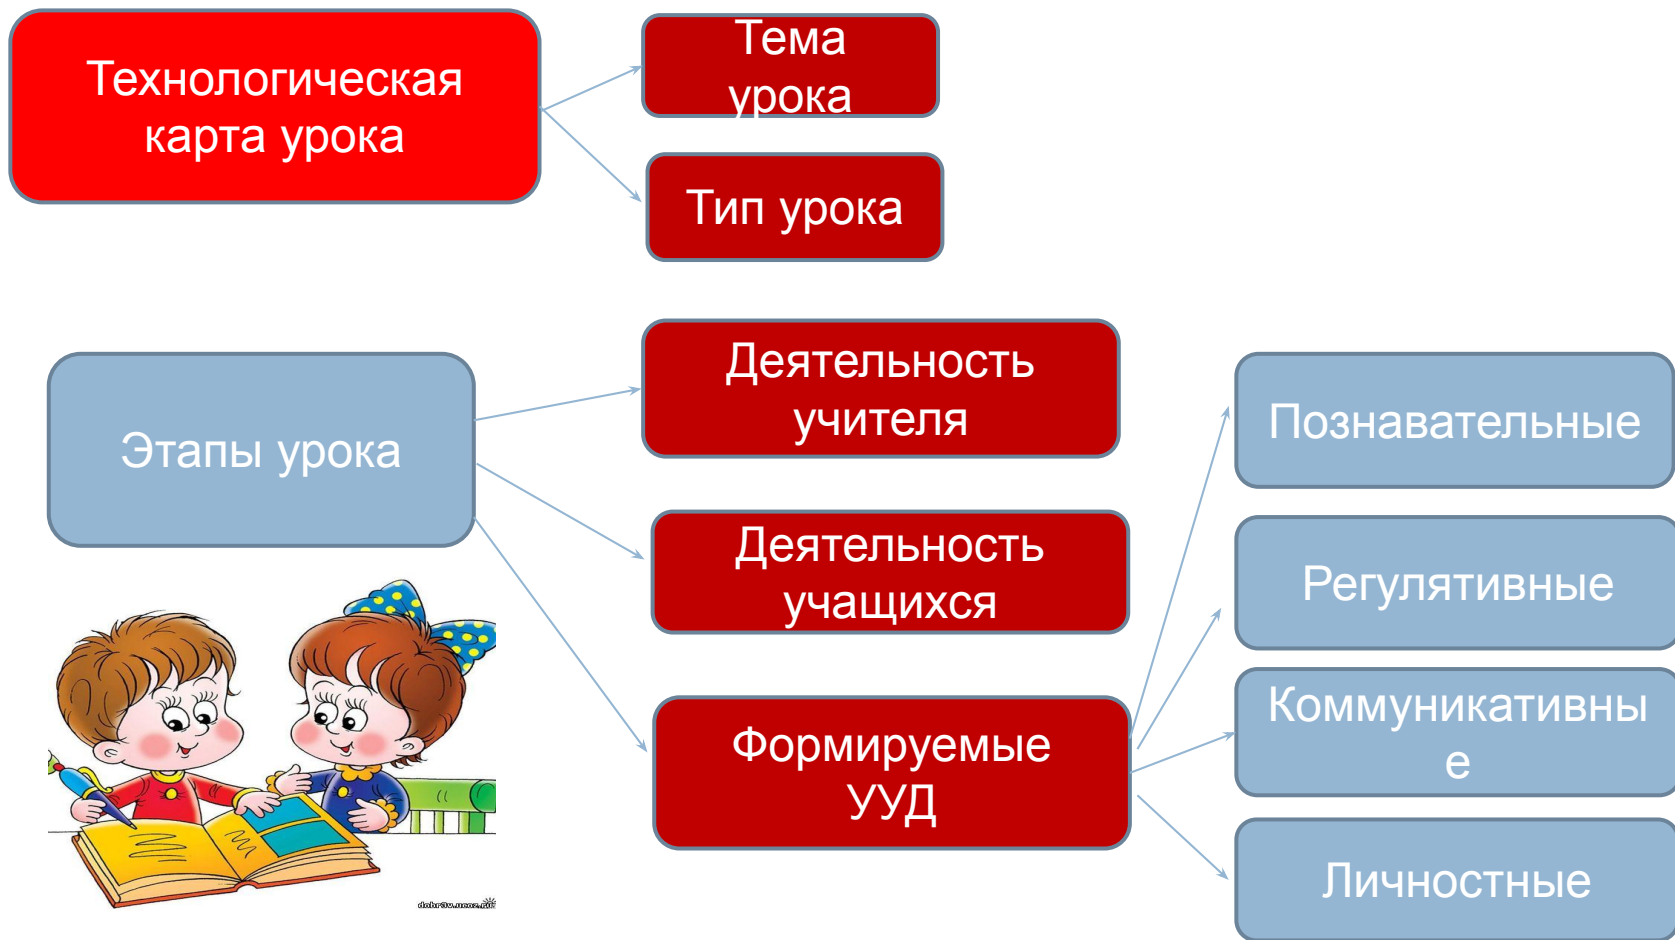 Технологическая
карта урока
Тема
урока
Тип урока
Этапы урока
Деятельность
учителя
Деятельность
учащихся
Формируемые
УУД
Познавательные
Регулятивные
Коммуникативны
е
Личностные